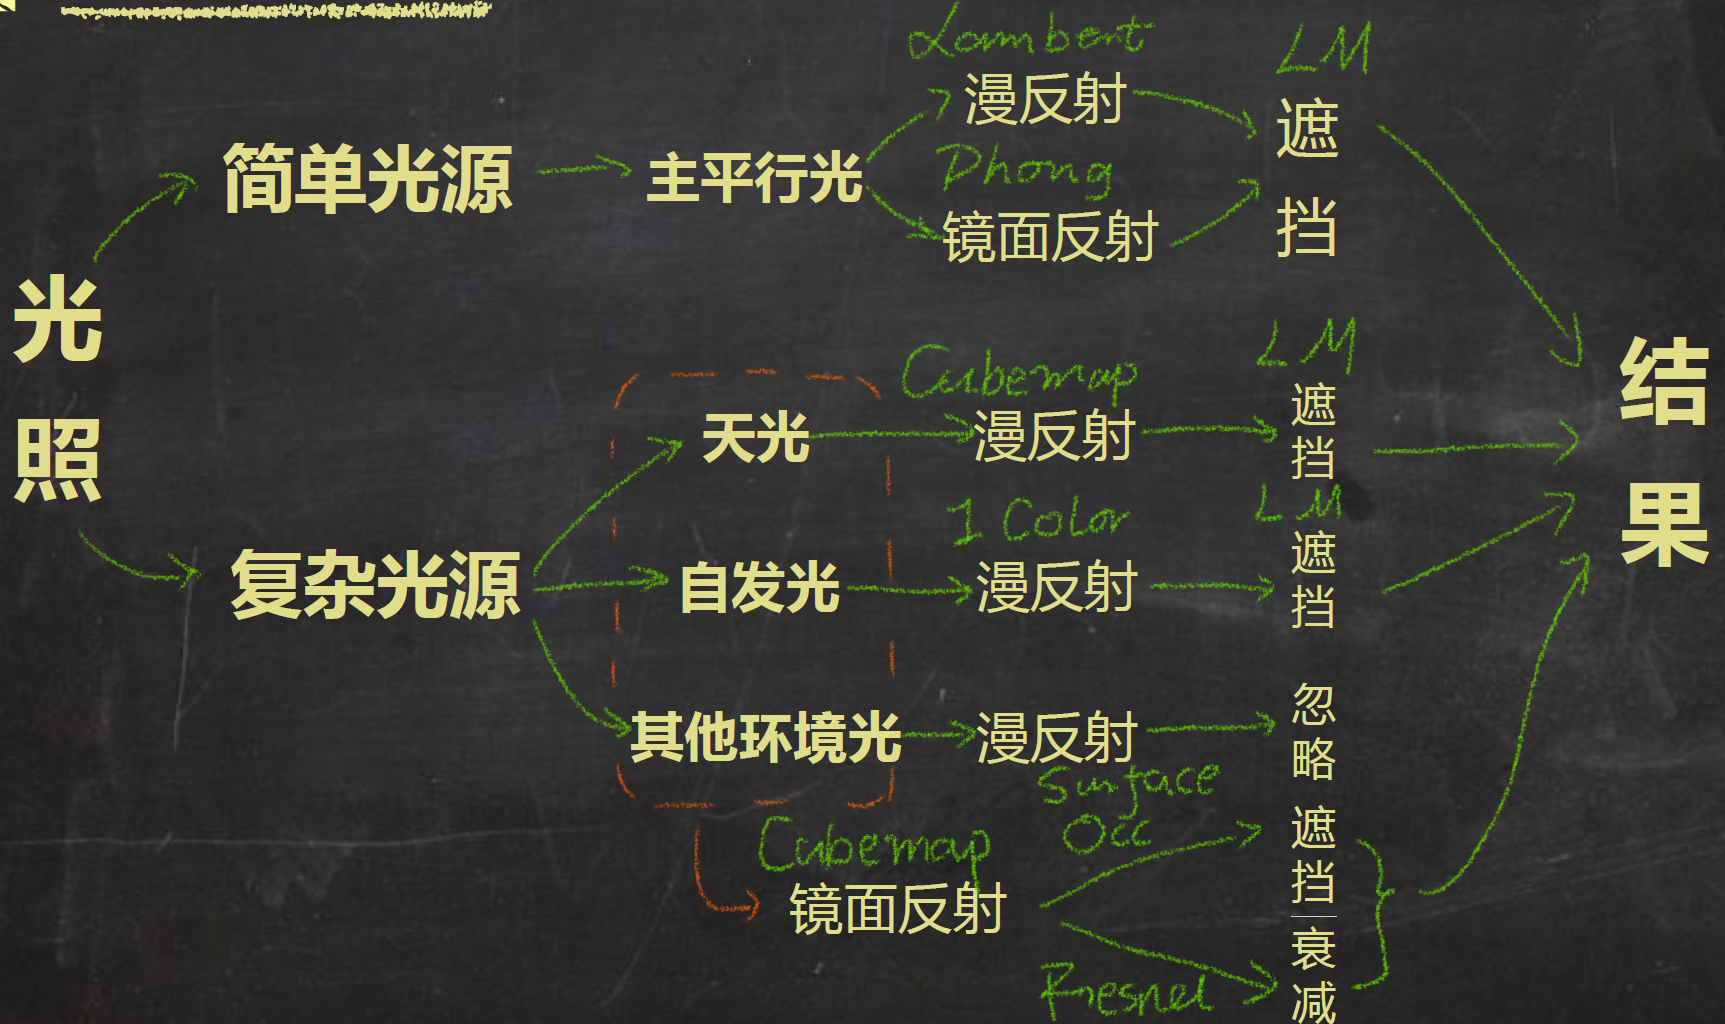 光照
简单光源
主平行光
Lambert
漫反射
Phong
镜面反射
LM
遮挡
复杂光源
天光
Cubemap
漫反射
LM
遮挡
自发光
1 Color
漫反射
LM
遮挡
其他环境光
漫反射
忽略
Cubemap
镜面反射
Surface
Occ
遮挡
Fresnel
衰减
结果